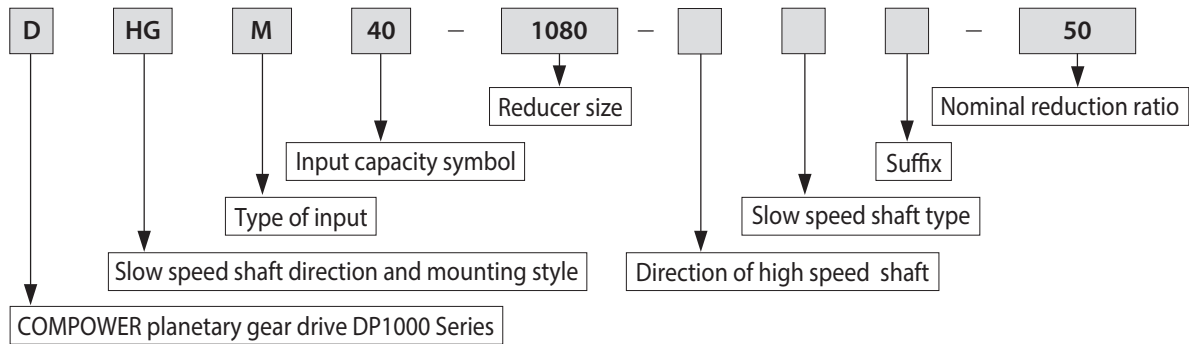 D HG M 40 – 1080 – – 50
Reducer size
Nominal reduction ratio
Input capacity symbol
Suffix
Type of input
Slow speed shaft type
Slow speed shaft direction and mounting style
Direction of high speed shaft
COMPOWER planetary gear drive DP1000 Series